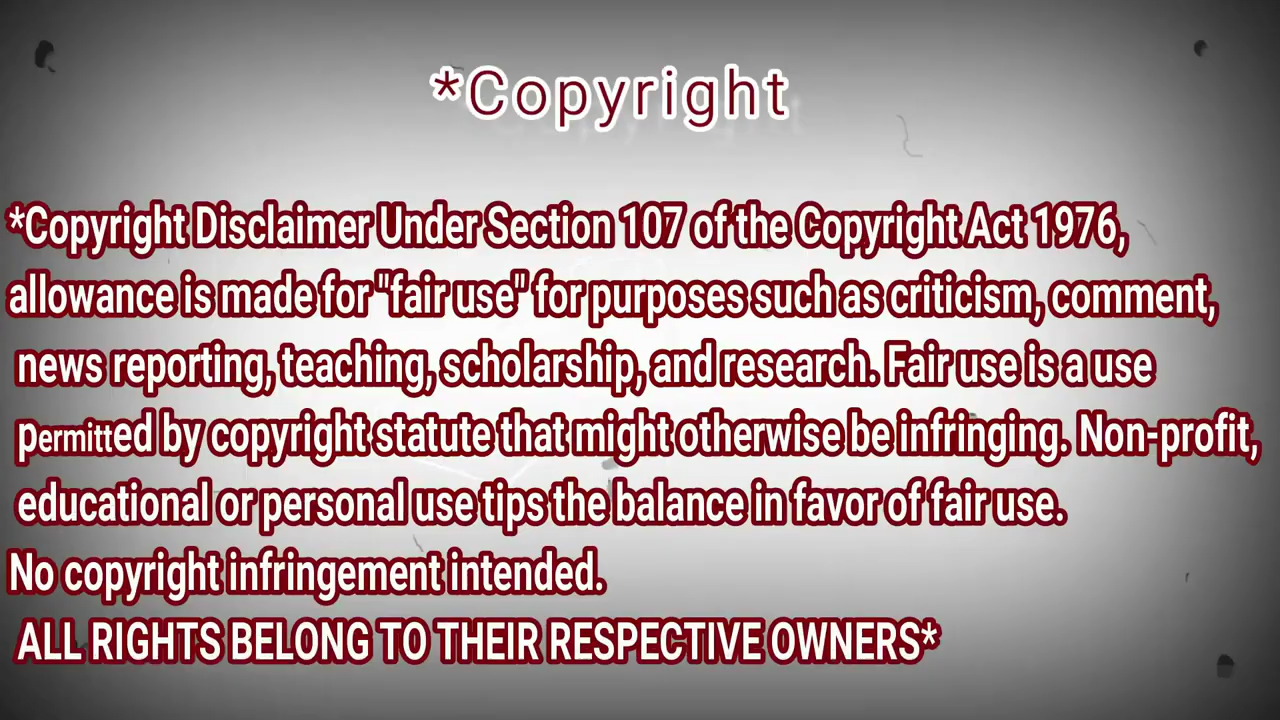 *Copyright
*Copyright Disclaimer Under Section 107 of the Copyright Act 1976,
allowance is made for "fair use" for purposes such as criticism, comment,
news reporting, teaching, scholarship, and research. Fair use is a use
permitted by copyright statute that might otherwise be infringing. Non-profit,
educational or personal use tips the balance in favor of fair use.
No copyright infringement intended.
ALL RIGHTS BELONG TO THEIR RESPECTIVE OWNERS*